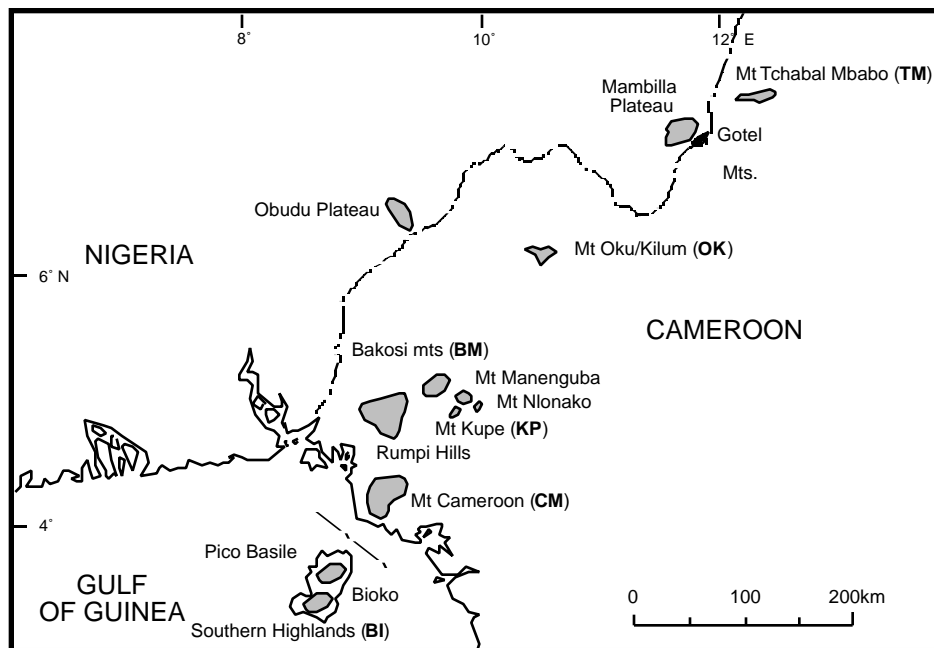 8° 10° 12° E
Mt Tchabal Mbabo (TM)
Mambilla
Plateau
Gotel
Mts.
Obudu Plateau
NIGERIA
Mt Oku/Kilum (OK)
6° N
CAMEROON
Bakosi mts (BM)
Mt Manenguba
Mt Nlonako
Mt Kupe (KP)
Rumpi Hills
Mt Cameroon (CM)
4°
Pico Basile
GULF
OF GUINEA
Bioko
Southern Highlands (BI)
0 100 200km